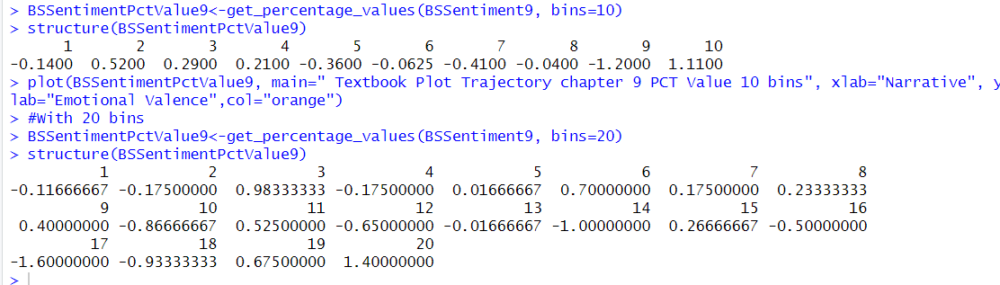 > BSSentimentPctValue9<-get_percentage_values(BSSentiment9, bins=10)
> structure(BSSentimentPctValue9)
1 2 3 4 5 6 7 8 9 10
-0.1400 0.5200 0.2900 0.2100 -0.3600 -0.0625 -0.4100 -0.0400 -1.2000 1.1100
> plot(BSSentimentPctValue9, main=" Textbook Plot Trajectory chapter 9 PCT Value 10 bins", xlab="Narrative", y
lab="Emotional Valence",col="orange")
> #With 20 bins
> BSSentimentPctValue9<-get_percentage_values(BSSentiment9, bins=20)
> structure(BSSentimentPctValue9)
1 2 3 4 5 6 7 8
-0.11666667 -0.17500000 0.98333333 -0.17500000 0.01666667 0.70000000 0.17500000 0.23333333
9 10 11 12 13 14 15 16
0.40000000 -0.86666667 0.52500000 -0.65000000 -0.01666667 -1.00000000 0.26666667 -0.50000000
17 18 19 20
-1.60000000 -0.93333333 0.67500000 1.40000000
>